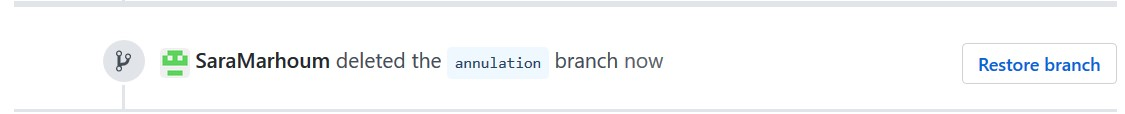 SaraMarhoum deleted the annulation branch now Restore branch